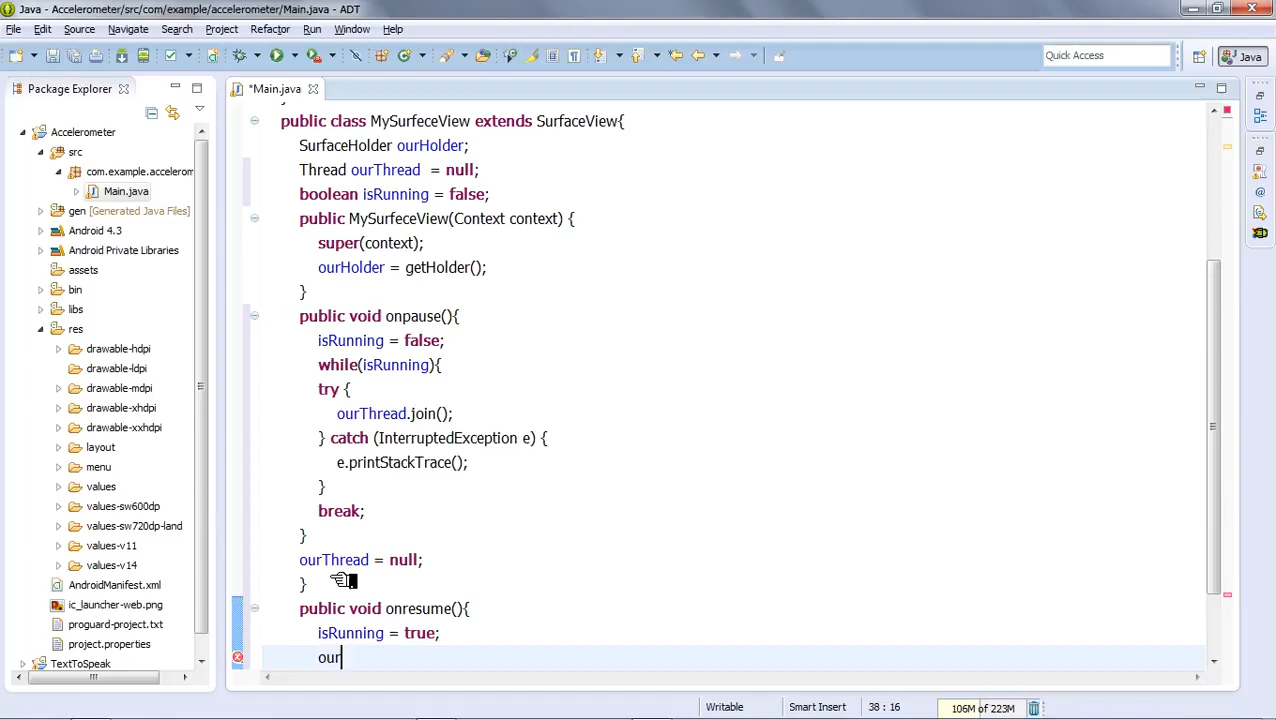 Java - Accelerometer/src/com/example/accelerometer/Main.java - ADT
File Edit Source Navigate Search Project Refactor Run Window Help
Quick Access
Java
Package Explorer
*Main.java
Accelerometer
src
com.example.accelerom
Main.java
gen [Generated Java Files]
Android 4.3
Android Private Libraries
assets
bin
libs
res
drawable-hdpi
drawable-ldpi
drawable-mdpi
drawable-xhdpi
drawable-xxhdpi
layout
menu
values
values-sw600dp
values-sw720dp-land
values-v11
values-v14
AndroidManifest.xml
ic_launcher-web.png
proguard-project.txt
project.properties
TextToSpeak
}
public class MySurfeceView extends SurfaceView{
SurfaceHolder ourHolder;
Thread ourThread = null;
boolean isRunning = false;
public MySurfeceView(Context context) {
super(context);
ourHolder = getHolder();
}
public void onpause(){
isRunning = false;
while(isRunning){
try {
ourThread.join();
} catch (InterruptedException e) {
e.printStackTrace();
}
break;
}
ourThread = null;
}
public void onresume(){
isRunning = true;
our
Writable
Smart Insert
38 : 16
106M of 223M